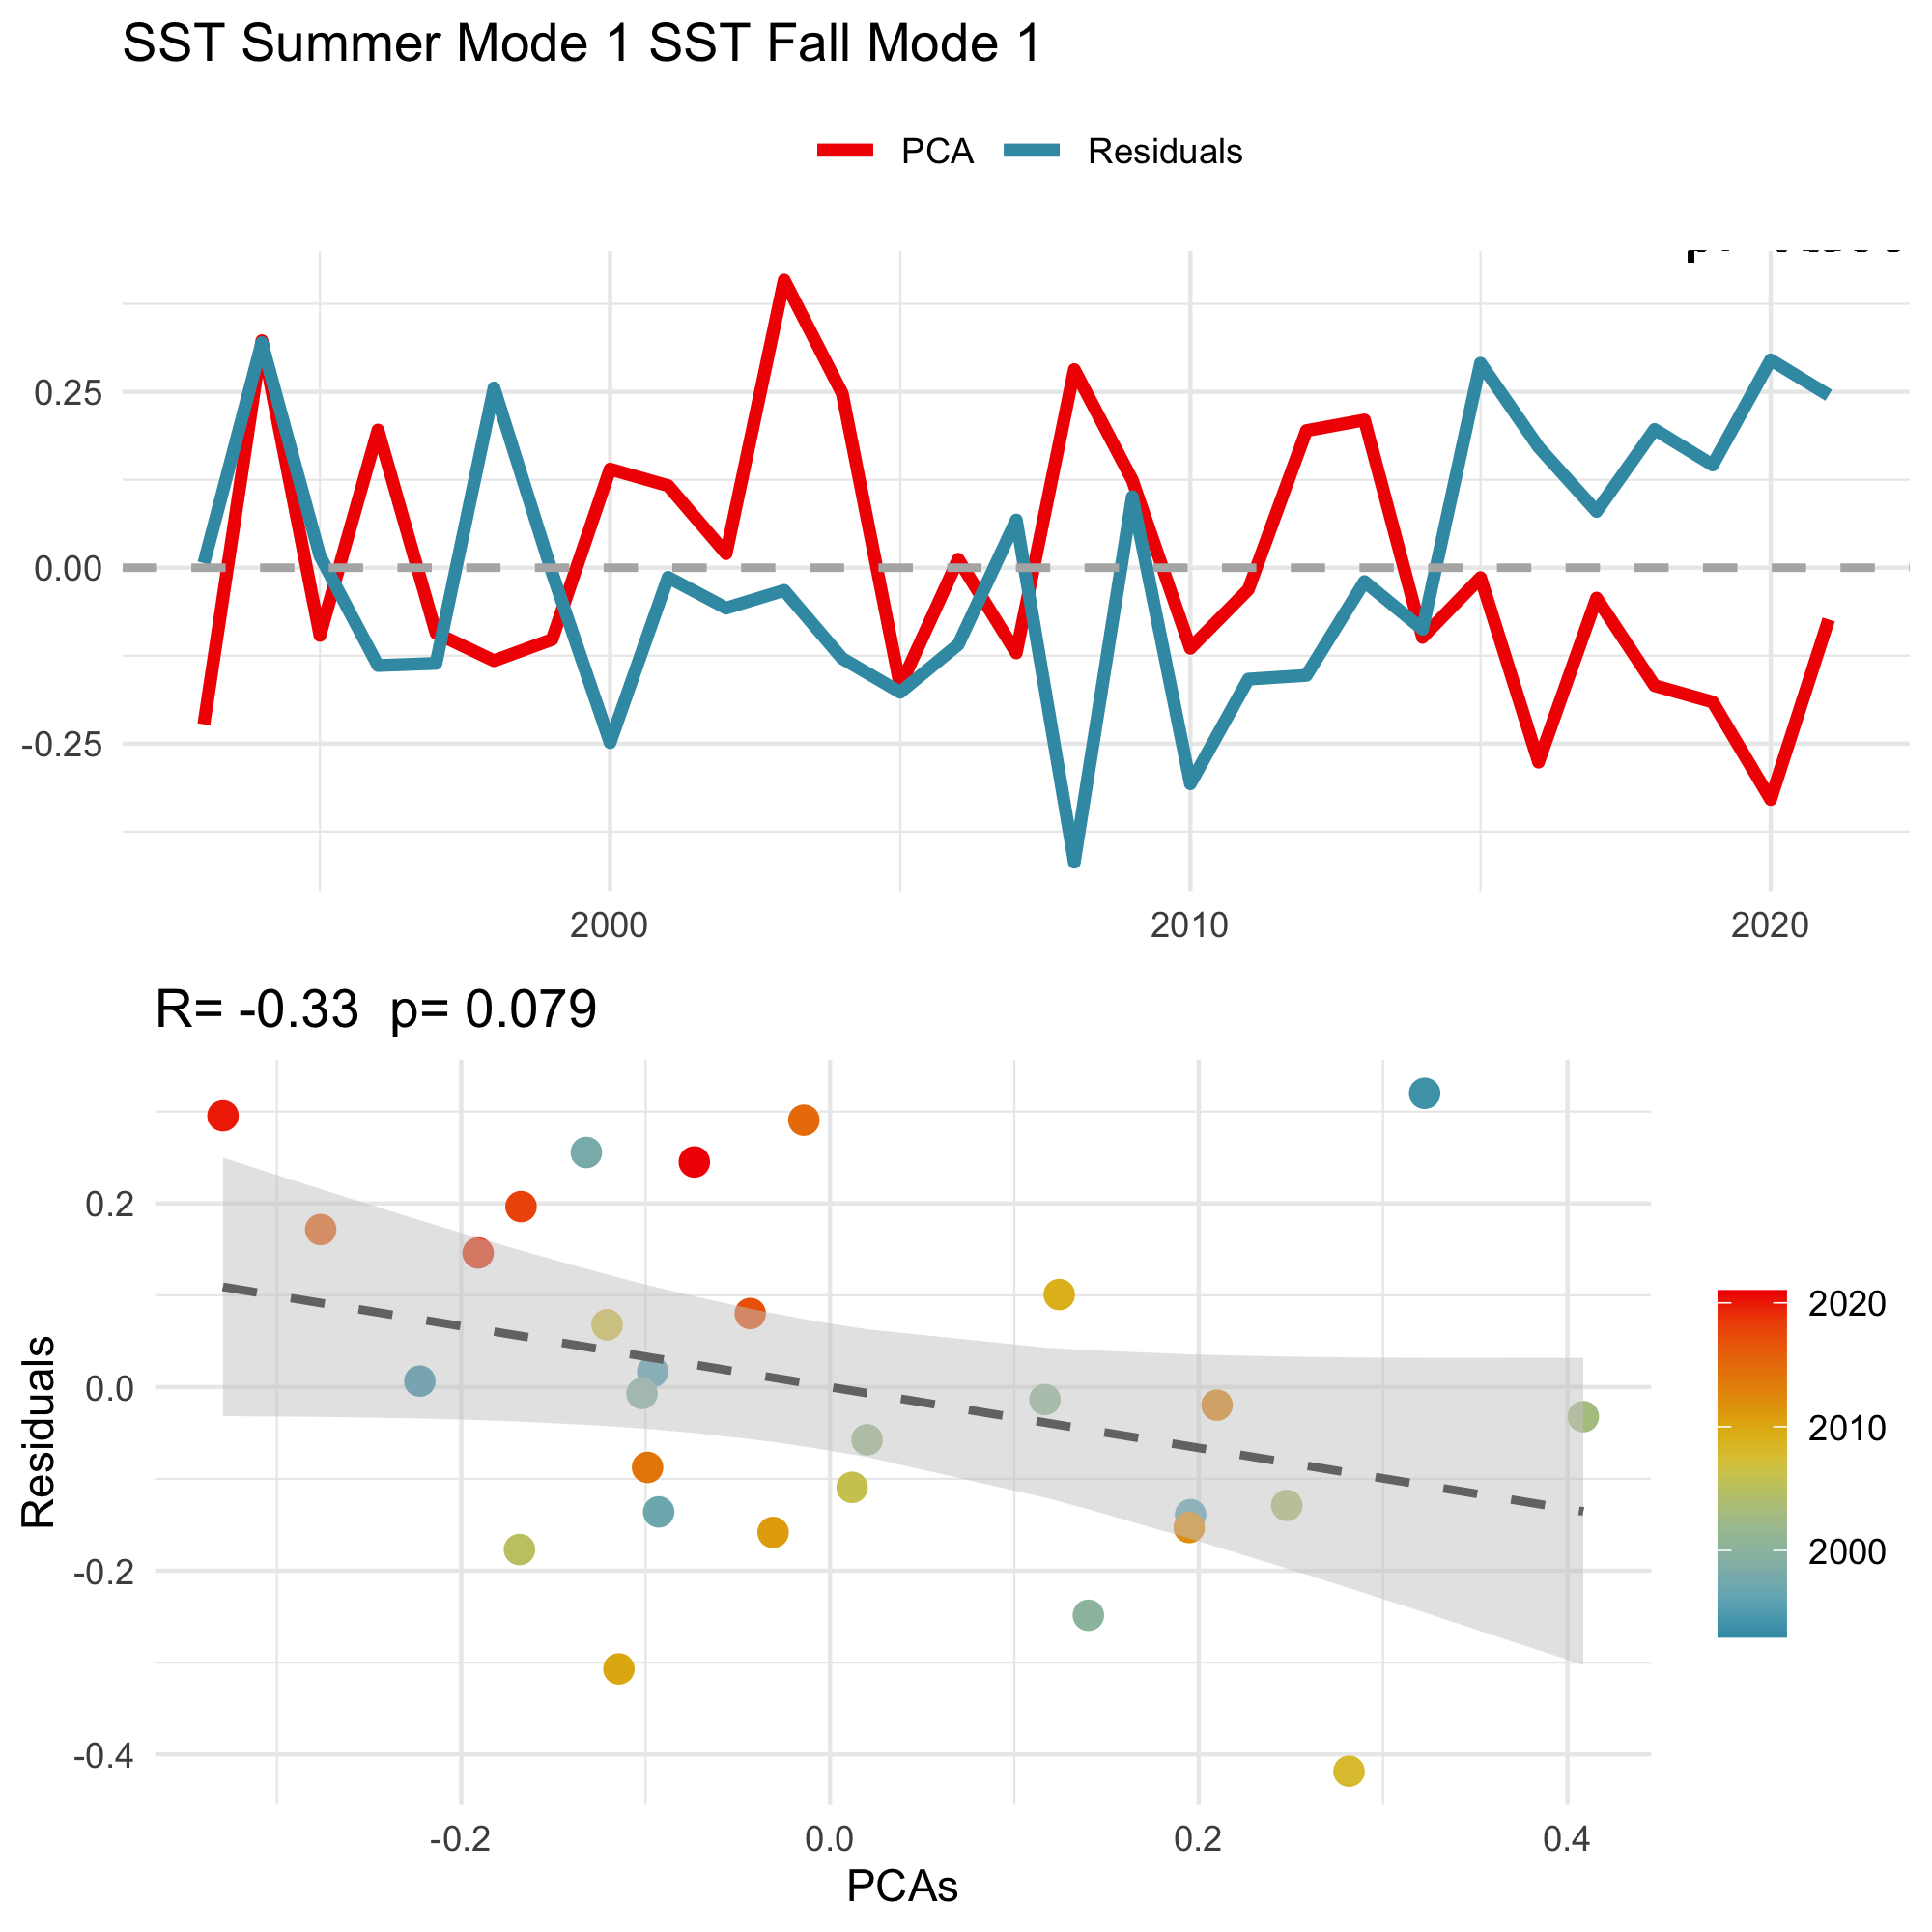 SST Summer Mode 1 SST Fall Mode 1
PCA Residuals
0.25
0.00
-0.25
2000 2010 2020
R= -0.33 p= 0.079
Residuals
0.2
0.0
-0.2
-0.4
-0.2 0.0 0.2 0.4
PCAs
2020
2010
2000